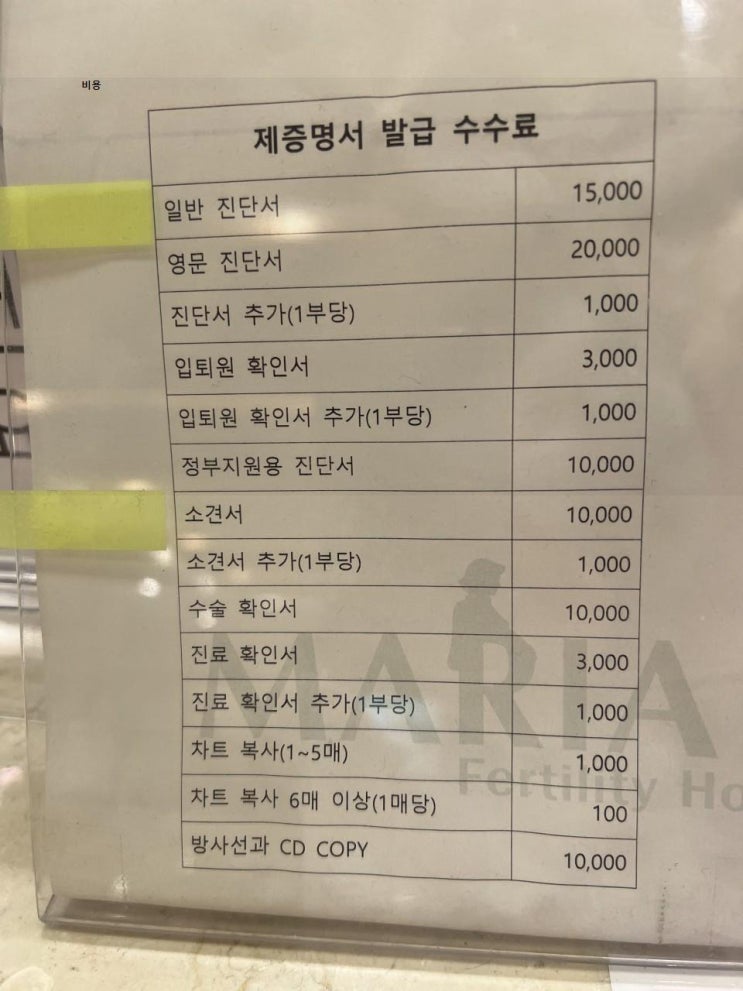 비용
제증명서 발급 수수료
일반 진단서 15,000
영문 진단서 20,000
진단서 추가(1부당) 1,000
입퇴원 확인서 3,000
입퇴원 확인서 추가(1부당) 1,000
정부지원용 진단서 10,000
소견서 10,000
소견서 추가(1부당) 1,000
수술 확인서 10,000
진료 확인서 3,000
진료 확인서 추가(1부당) 1,000
차트 복사(1~5매) 1,000
차트 복사 6매 이상(1매당) 100
방사선과 CD COPY 10,000
MARIA
Fertility Ho